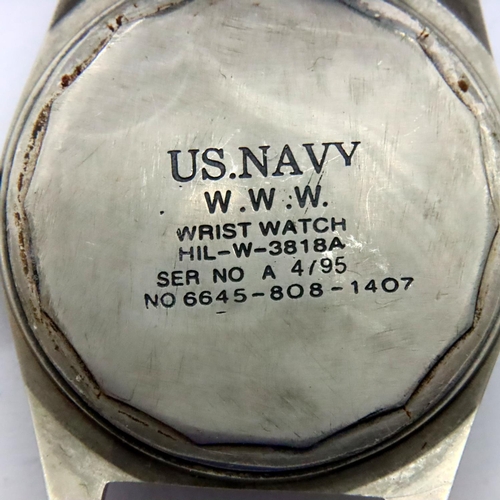 US.NAVY
W.W.W.
WRIST WATCH
HIL-W-3818A
SER NO A 4/95
NO 6645-808-1407